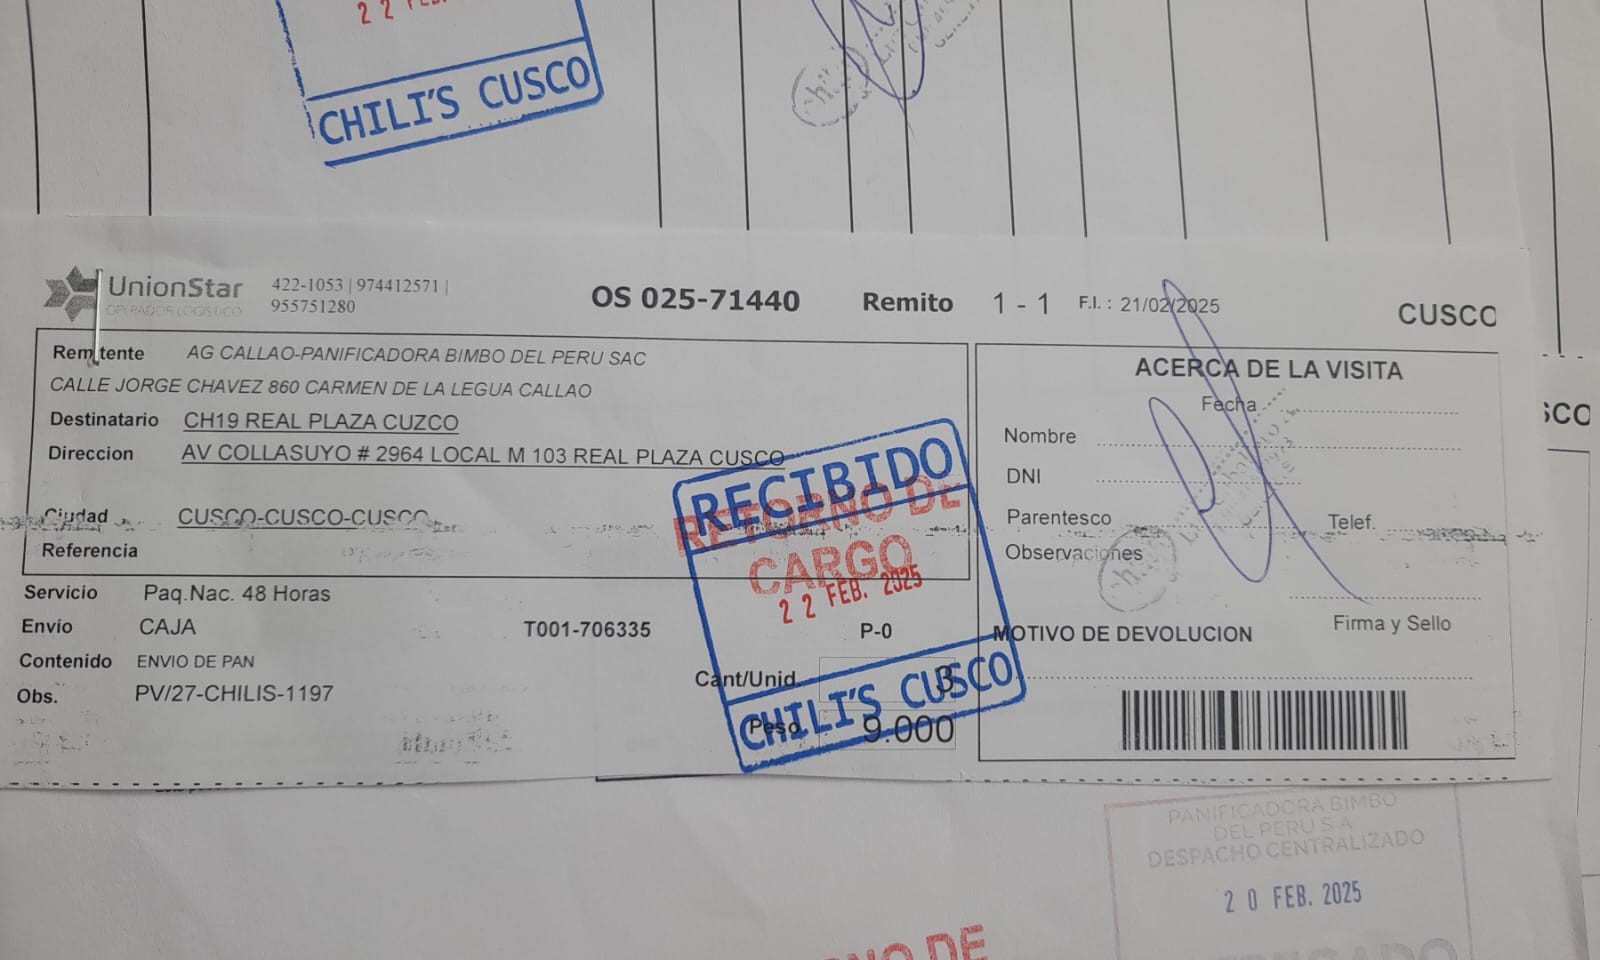 22 FEB.
CHILI'S CUSCO
UnionStar
OPERADOR LOGISTICO
422-1053 | 974412571 |
955751280
OS 025-71440
Remito 1 - 1
F.I. : 21/02/2025
CUSCO
Remitente AG CALLAO-PANIFICADORA BIMBO DEL PERU SAC
CALLE JORGE CHAVEZ 860 CARMEN DE LA LEGUA CALLAO
Destinatario CH19 REAL PLAZA CUZCO
Direccion AV COLLASUYO # 2964 LOCAL M 103 REAL PLAZA CUSCO
Ciudad CUSCO-CUSCO-CUSCO
Referencia
Servicio Paq.Nac. 48 Horas
Envío CAJA T001-706335 P-0
Contenido ENVIO DE PAN
Obs. PV/27-CHILIS-1197
Cant/Unid 3
Peso 9.000
RECIBIDO
RETORNO DE
CARGO
22 FEB. 2025
CHILI'S CUSCO
ACERCA DE LA VISITA
Fecha
Nombre
DNI
Parentesco Telef.
Observaciones
Firma y Sello
MOTIVO DE DEVOLUCION
SCO
PANIFICADORA BIMBO
DEL PERU S A
DESPACHO CENTRALIZADO
20 FEB. 2025
NO DE